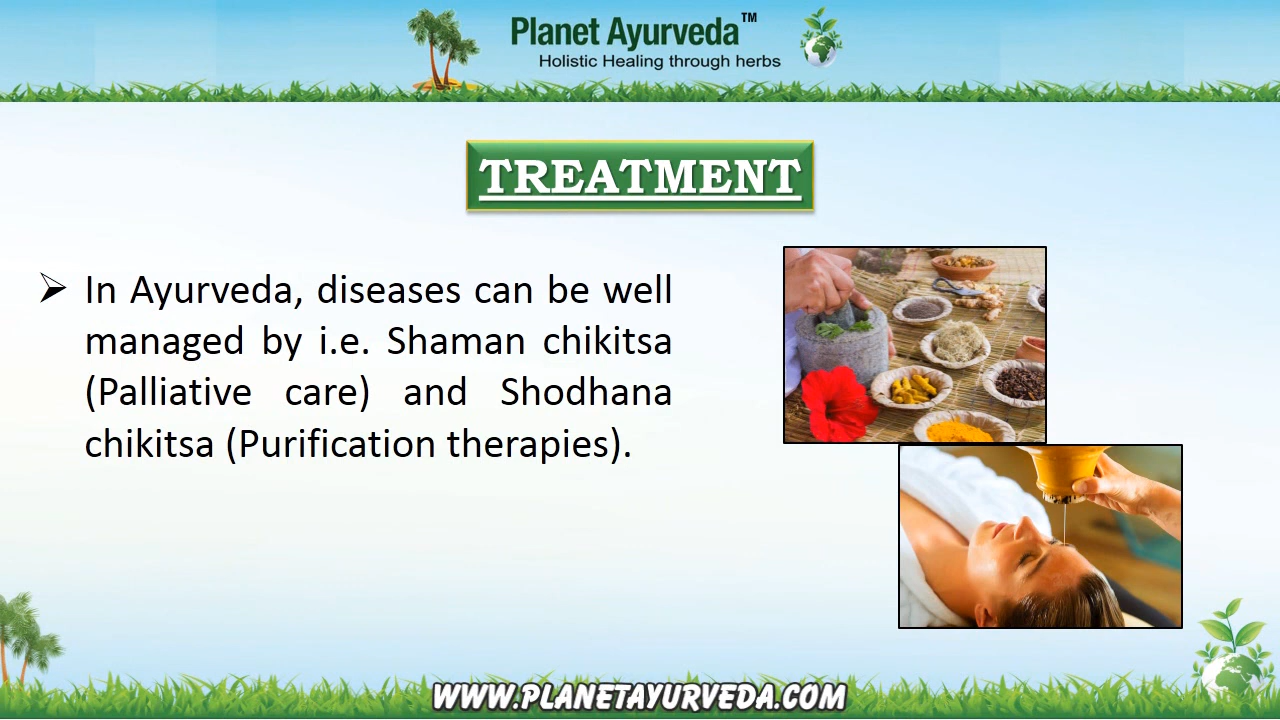 Planet Ayurveda™
Holistic Healing through herbs
TREATMENT
➢ In Ayurveda, diseases can be well
managed by i.e. Shaman chikitsa
(Palliative care) and Shodhana
chikitsa (Purification therapies).
WWW.PLANETAYURVEDA.COM